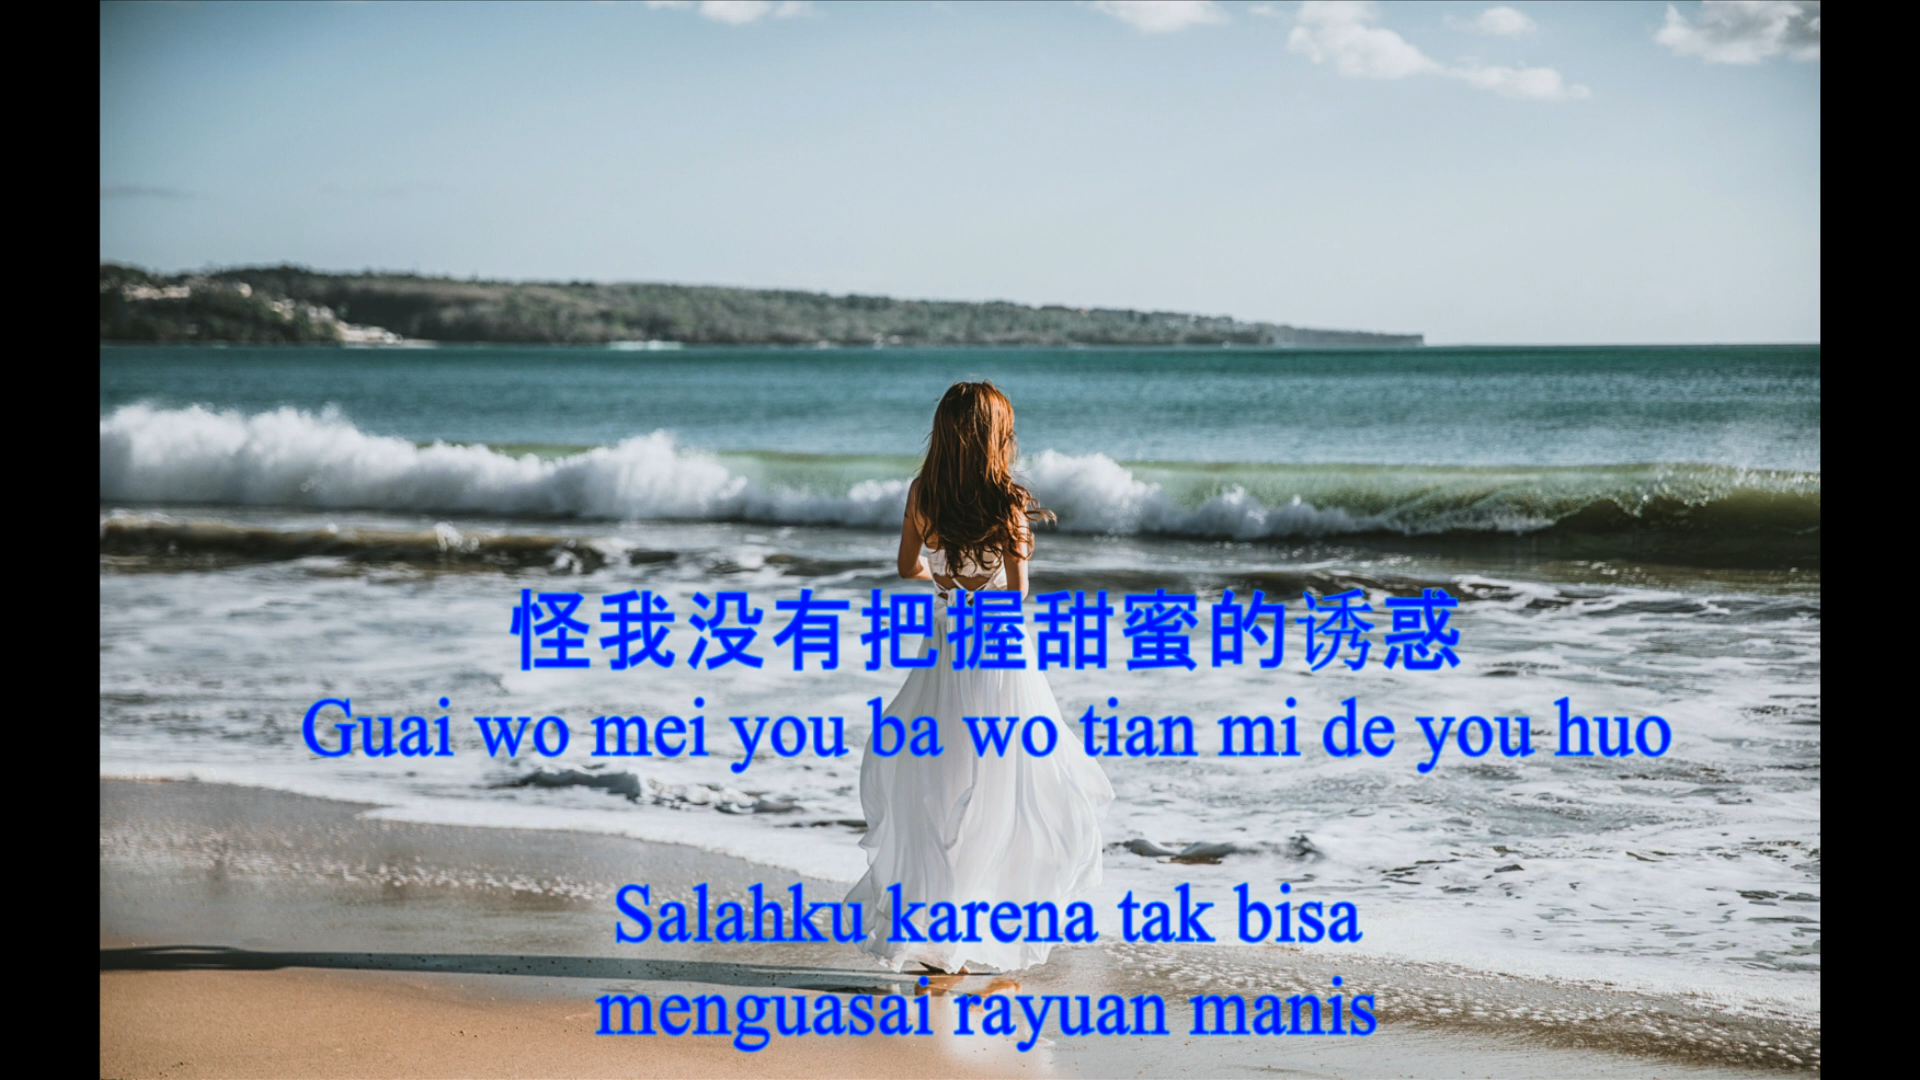 怪我没有把握甜蜜的诱惑
Guai wo mei you ba wo tian mi de you huo
Salahku karena tak bisa
menguasai rayuan manis